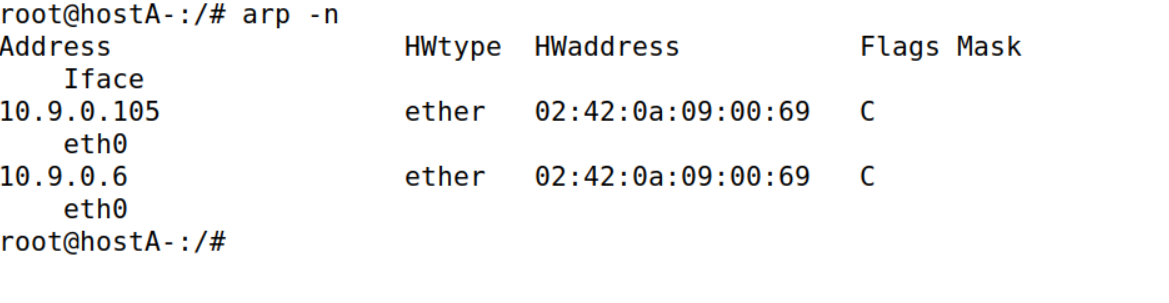 root@hostA-:/# arp -n
Address                  HWtype  HWaddress           Flags Mask
    Iface
10.9.0.105               ether   02:42:0a:09:00:69   C
    eth0
10.9.0.6                 ether   02:42:0a:09:00:69   C
    eth0
root@hostA-:/#